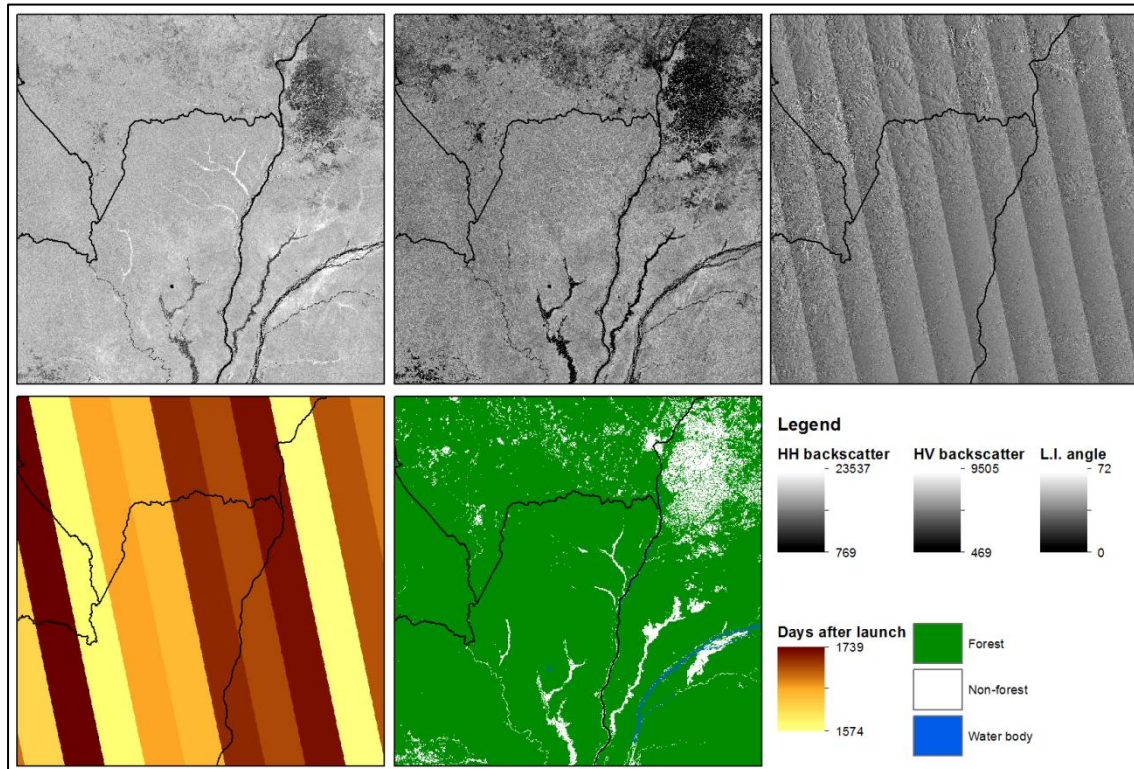 Legend
HH backscatter HV backscatter L.I. angle
23537 9505 72
769 469 0
Days after launch
1739
1574
Forest
Non-forest
Water body